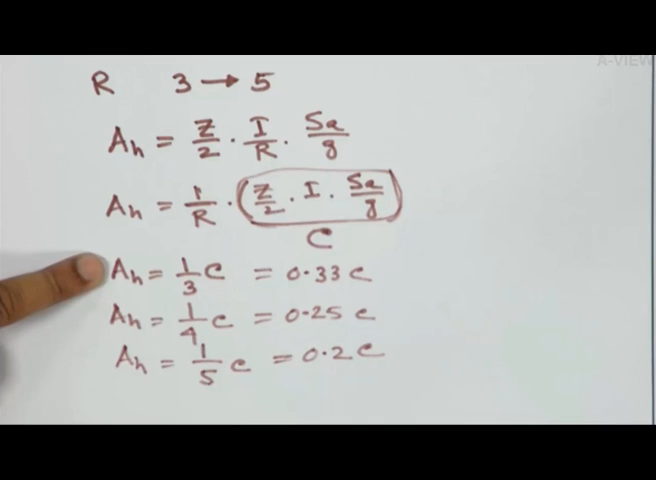 A-VIEW
R 3 → 5
Ah = Z/2 · I/R · Sa/g
Ah = 1/R · (Z/2 · I · Sa/g)
C
Ah = 1/3 C = 0.33 C
Ah = 1/4 C = 0.25 C
Ah = 1/5 C = 0.2 C